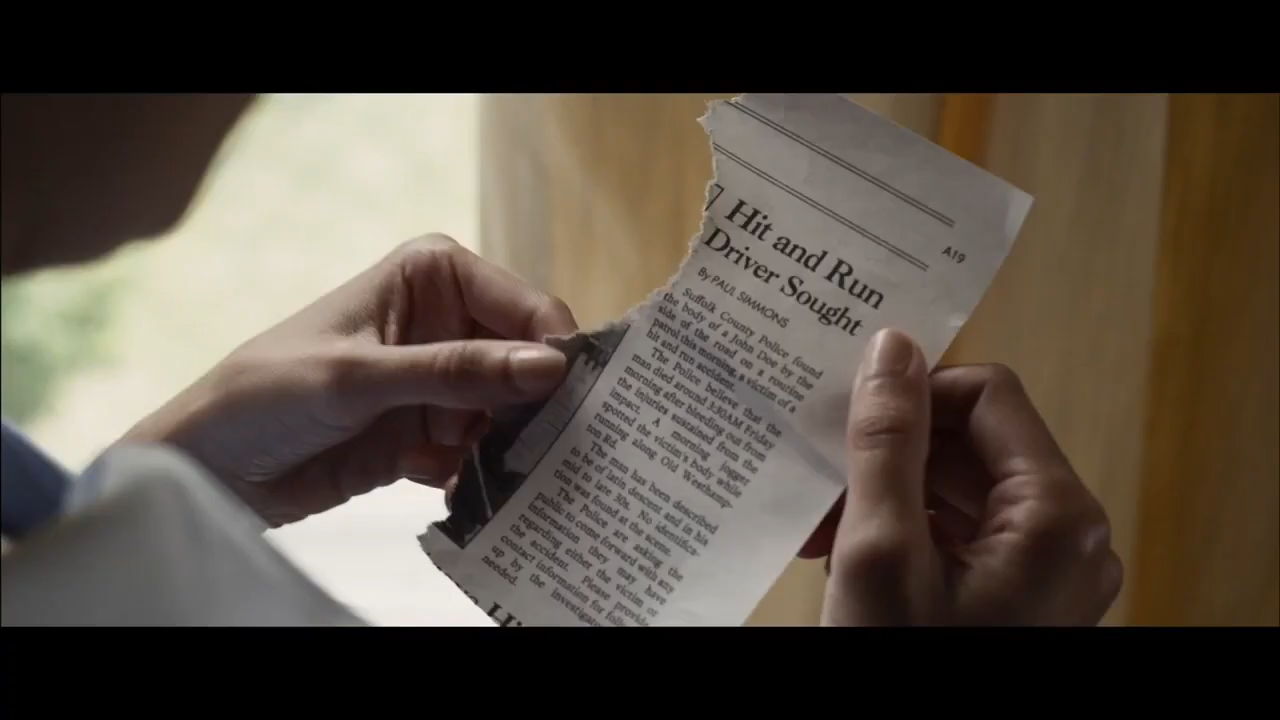 A19
Hit and Run
Driver Sought
By PAUL SIMMONS
Suffolk County Police found
the body of a John Doe by the
side of the road on a routine
patrol this morning, a victim of a
hit and run accident.
The Police believe that the
man died around 3:30AM Friday
morning after bleeding out from
the injuries sustained from the
impact. A morning jogger
spotted the victim's body while
running along Old Westhamp-
ton Rd.
The man has been described
to be of latin descent and in his
mid to late 30s. No identifica-
tion was found at the scene.
The Police are asking the
public to come forward with any
information they may have
regarding either the victim or
the accident. Please provide
contact information for follow
up by the investigators
needed.